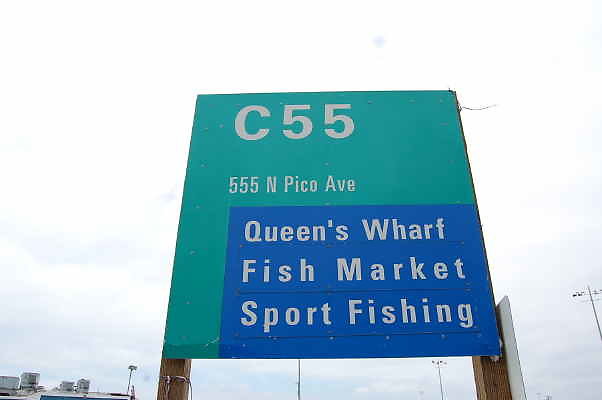 C55
555 N Pico Ave
Queen's Wharf
Fish Market
Sport Fishing